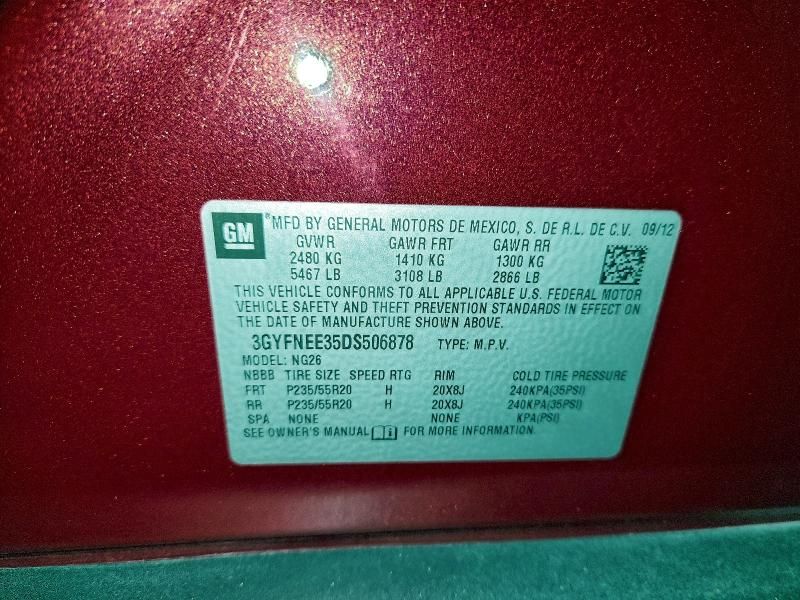 GM ® MFD BY GENERAL MOTORS DE MEXICO, S. DE R.L. DE C.V. 09/12
GVWR GAWR FRT GAWR RR
2480 KG 1410 KG 1300 KG
5467 LB 3108 LB 2866 LB
THIS VEHICLE CONFORMS TO ALL APPLICABLE U.S. FEDERAL MOTOR
VEHICLE SAFETY AND THEFT PREVENTION STANDARDS IN EFFECT ON
THE DATE OF MANUFACTURE SHOWN ABOVE.
3GYFNEE35DS506878 TYPE: M.P.V.
MODEL: NG26
NBBB TIRE SIZE SPEED RTG RIM COLD TIRE PRESSURE
FRT P235/55R20 H 20X8J 240KPA(35PSI)
RR P235/55R20 H 20X8J 240KPA(35PSI)
SPA NONE NONE KPA(PSI)
SEE OWNER'S MANUAL FOR MORE INFORMATION.